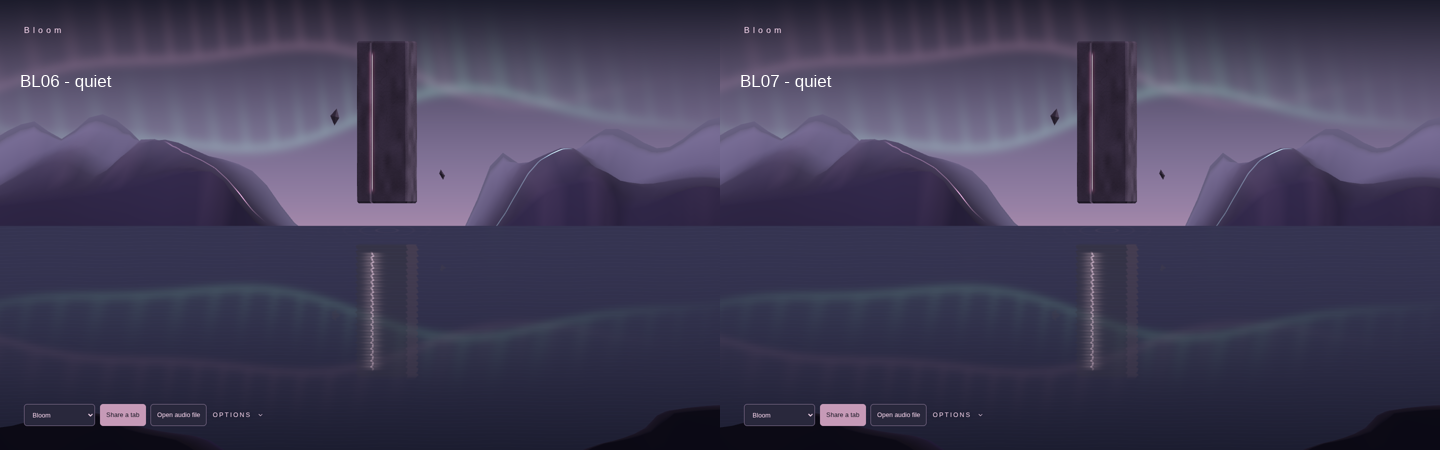 Bloom
BL06 - quiet
Bloom
Share a tab
Open audio file
OPTIONS
Bloom
BL07 - quiet
Bloom
Share a tab
Open audio file
OPTIONS